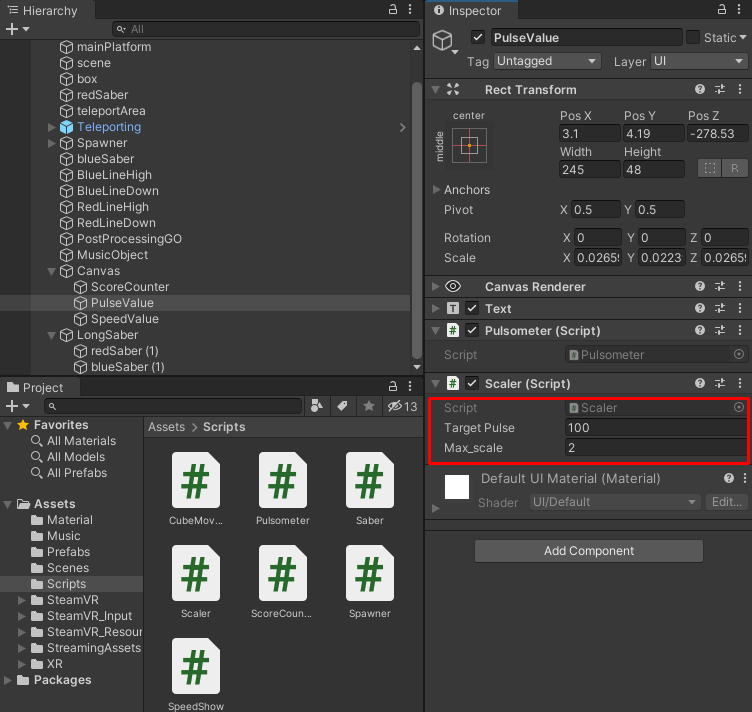 Hierarchy
All
mainPlatform
scene
box
redSaber
teleportArea
Teleporting
Spawner
blueSaber
BlueLineHigh
BlueLineDown
RedLineHigh
RedLineDown
PostProcessingGO
MusicObject
Canvas
ScoreCounter
PulseValue
SpeedValue
LongSaber
redSaber (1)
blueSaber (1)
Project
13
Favorites
All Materials
All Models
All Prefabs
Assets
Material
Music
Prefabs
Scenes
Scripts
SteamVR
SteamVR_Input
SteamVR_Resour
StreamingAssets
XR
Packages
Assets > Scripts
CubeMov... Pulsometer Saber
Scaler ScoreCoun... Spawner
SpeedShow
Inspector
PulseValue Static
Tag Untagged Layer UI
Rect Transform
center
middle
Pos X Pos Y Pos Z
3.1 4.19 -278.53
Width Height
245 48
R
Anchors
Pivot X 0.5 Y 0.5
Rotation X 0 Y 0 Z 0
Scale X 0.0265 Y 0.0223 Z 0.0265
Canvas Renderer
T Text
# Pulsometer (Script)
Script # Pulsometer
# Scaler (Script)
Script # Scaler
Target Pulse 100
Max_scale 2
Default UI Material (Material)
Shader UI/Default Edit...
Add Component